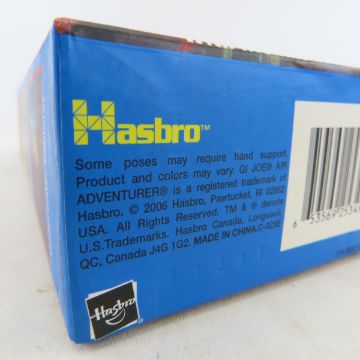 Hasbro™
Some poses may require hand support.
Product and colors may vary. GI JOE® AIR
ADVENTURER® is a registered trademark of
Hasbro. © 2006 Hasbro, Pawtucket, RI 02862
USA. All Rights Reserved. ™ & ® denote
U.S.Trademarks. Hasbro Canada, Longueuil,
QC, Canada J4G 1G2. MADE IN CHINA.C-023E
Hasbro